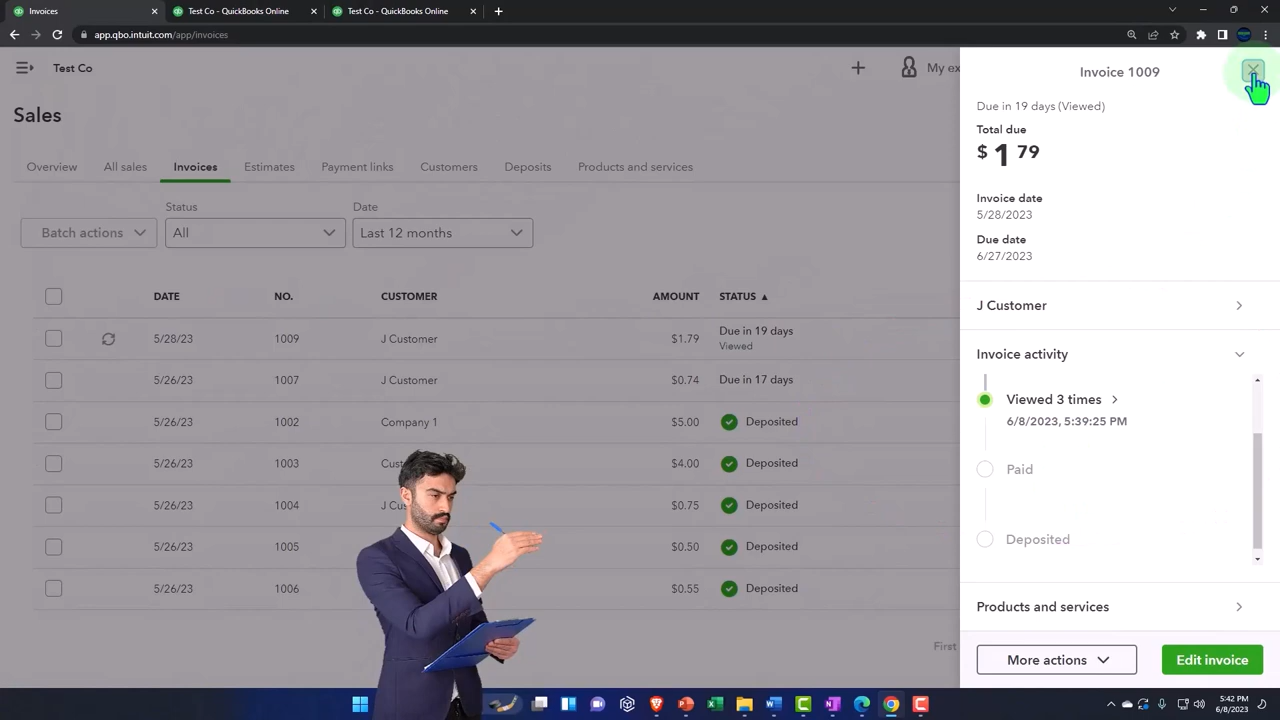 Invoices
Test Co - QuickBooks Online
Test Co - QuickBooks Online
app.qbo.intuit.com/app/invoices
Test Co
My ex
Sales
Overview All sales Invoices Estimates Payment links Customers Deposits Products and services
Status Date
Batch actions All Last 12 months
DATE NO. CUSTOMER AMOUNT STATUS ▲
5/28/23 1009 J Customer $1.79 Due in 19 days
Viewed
5/26/23 1007 J Customer $0.74 Due in 17 days
5/26/23 1002 Company 1 $5.00 Deposited
5/26/23 1003 $4.00 Deposited
5/26/23 1004 $0.75 Deposited
5/26/23 1005 $0.50 Deposited
5/26/23 1006 $0.55 Deposited
First
Invoice 1009
Due in 19 days (Viewed)
Total due
$ 1 79
Invoice date
5/28/2023
Due date
6/27/2023
J Customer
Invoice activity
Viewed 3 times
6/8/2023, 5:39:25 PM
Paid
Deposited
Products and services
More actions
Edit invoice
5:42 PM
6/8/2023